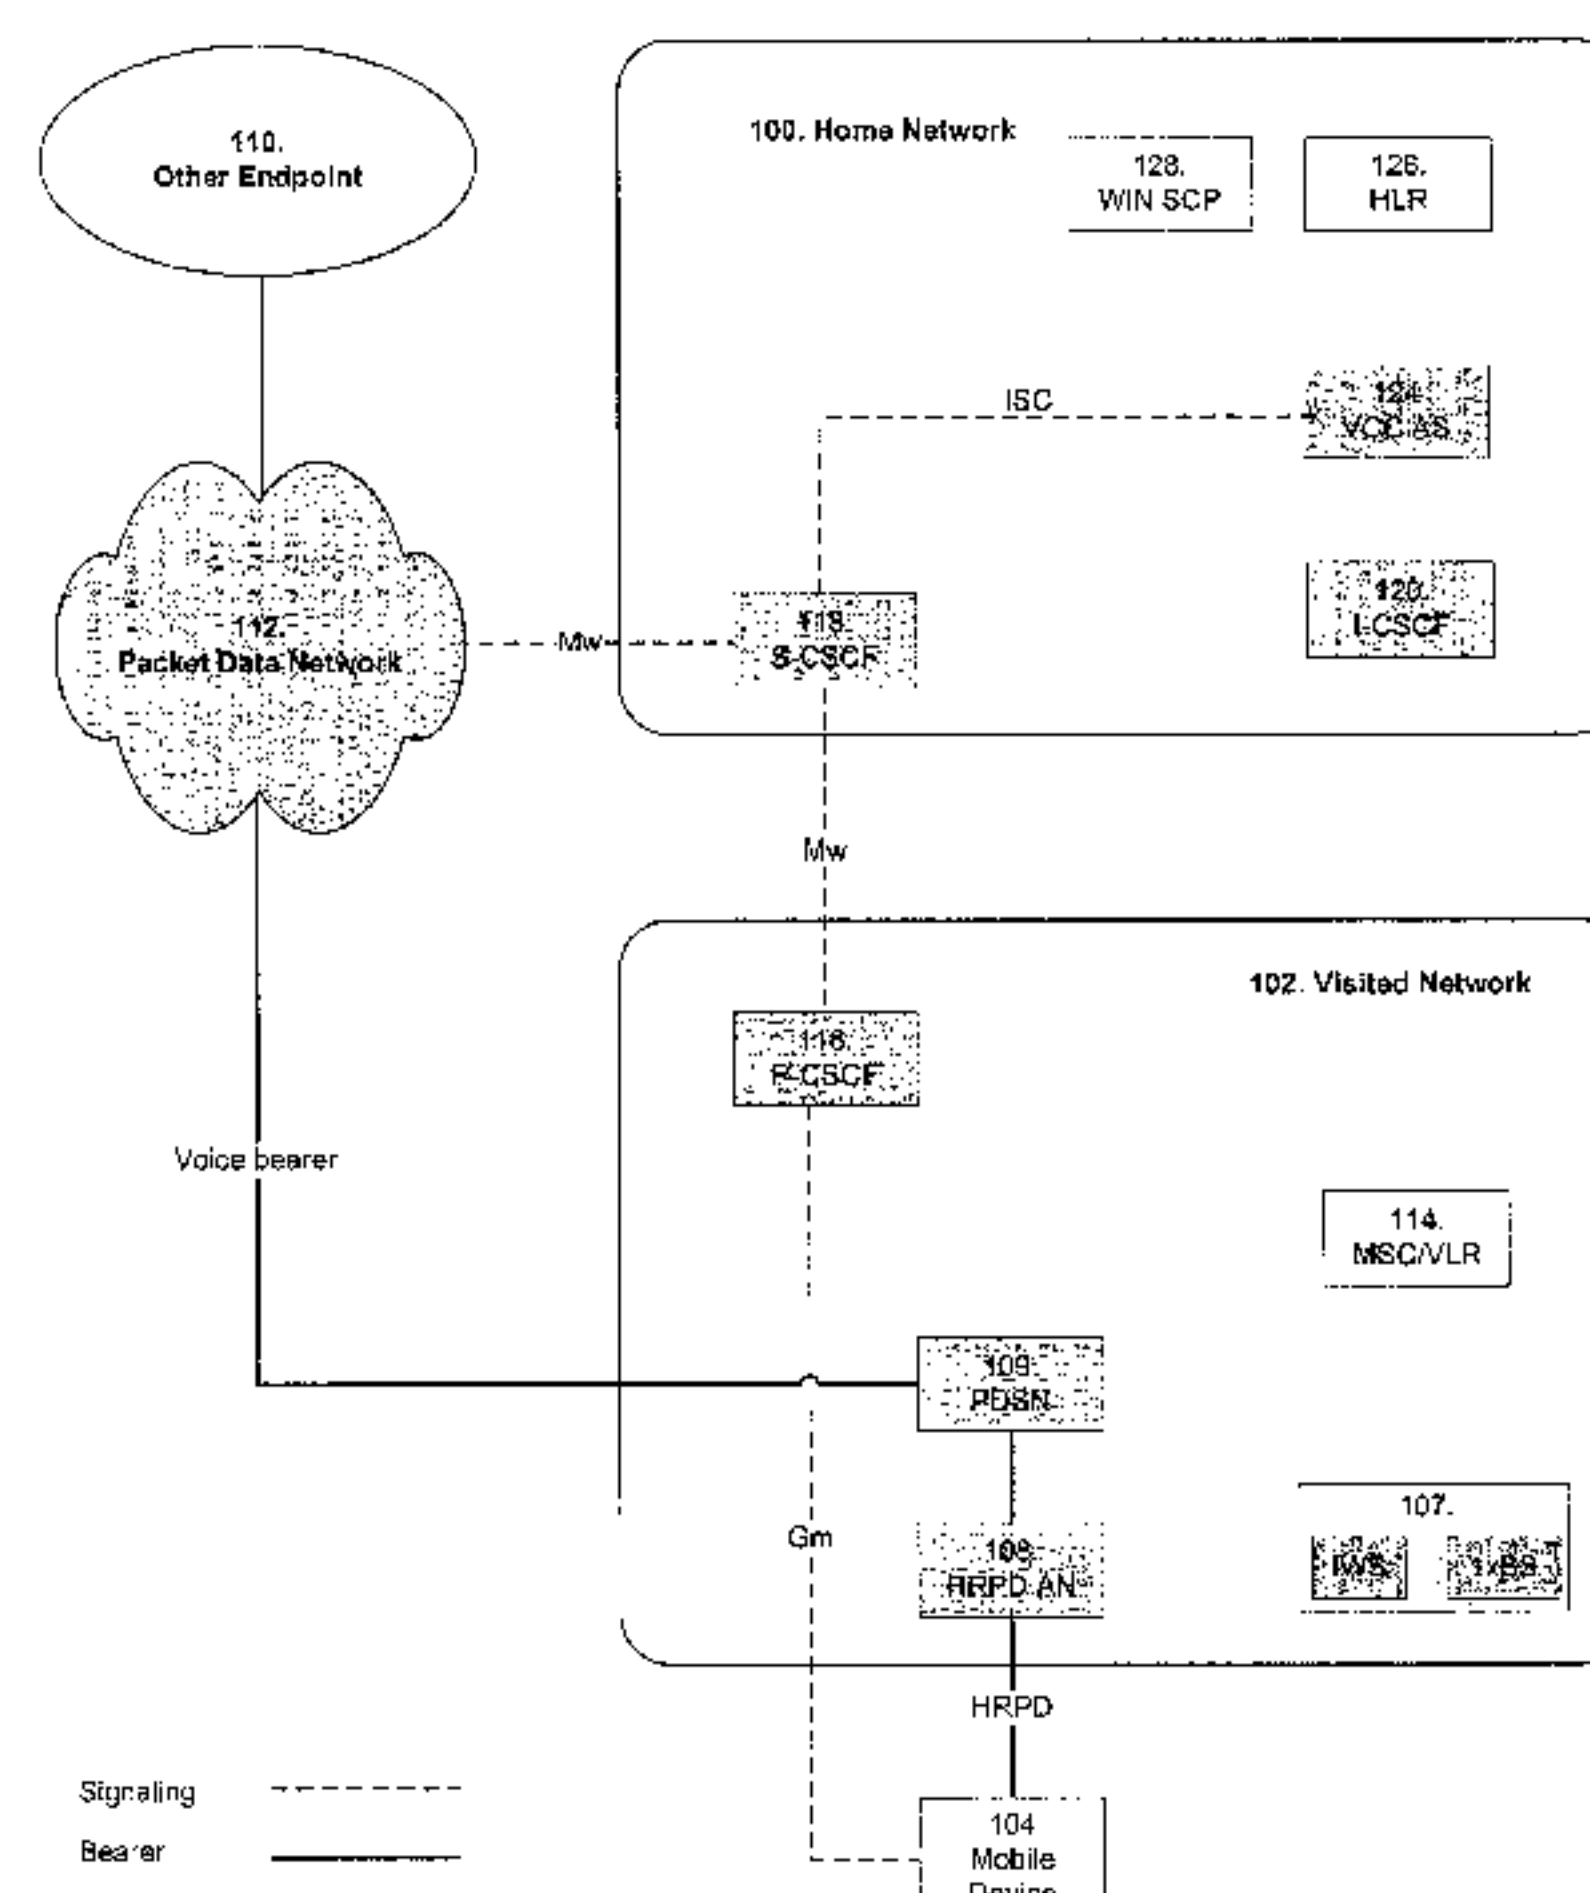 110.
Other Endpoint
100. Home Network
128.
WIN SCP
126.
HLR
ISC
124.
VCC AS
112.
Packet Data Network
Mw
118.
S-CSCF
120.
I-CSCF
Mw
102. Visited Network
116.
P-CSCF
Voice bearer
114.
MSC/VLR
109.
PDSN
107.
IWS
1xBS
Gm
108.
HRPD AN
HRPD
Signaling
Bearer
104
Mobile
Device